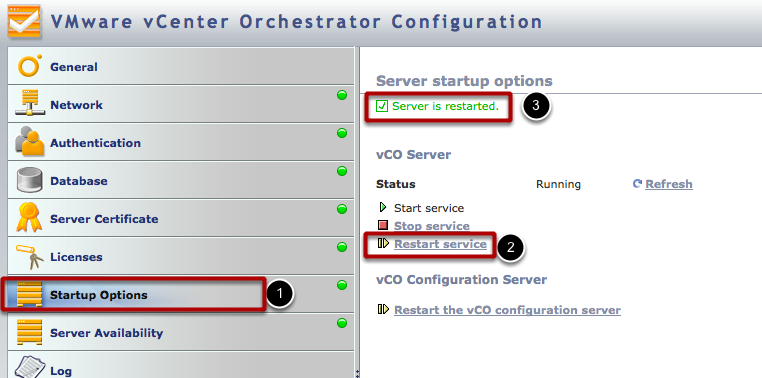 VMware vCenter Orchestrator Configuration
General
Network
Authentication
Database
Server Certificate
Licenses
Startup Options
1
Server Availability
Log
Server startup options
Server is restarted.
3
vCO Server
Status Running Refresh
Start service
Stop service
Restart service
2
vCO Configuration Server
Restart the vCO configuration server